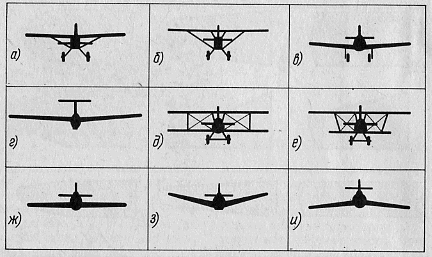 а) б) в)
г) д) е)
ж) з) и)